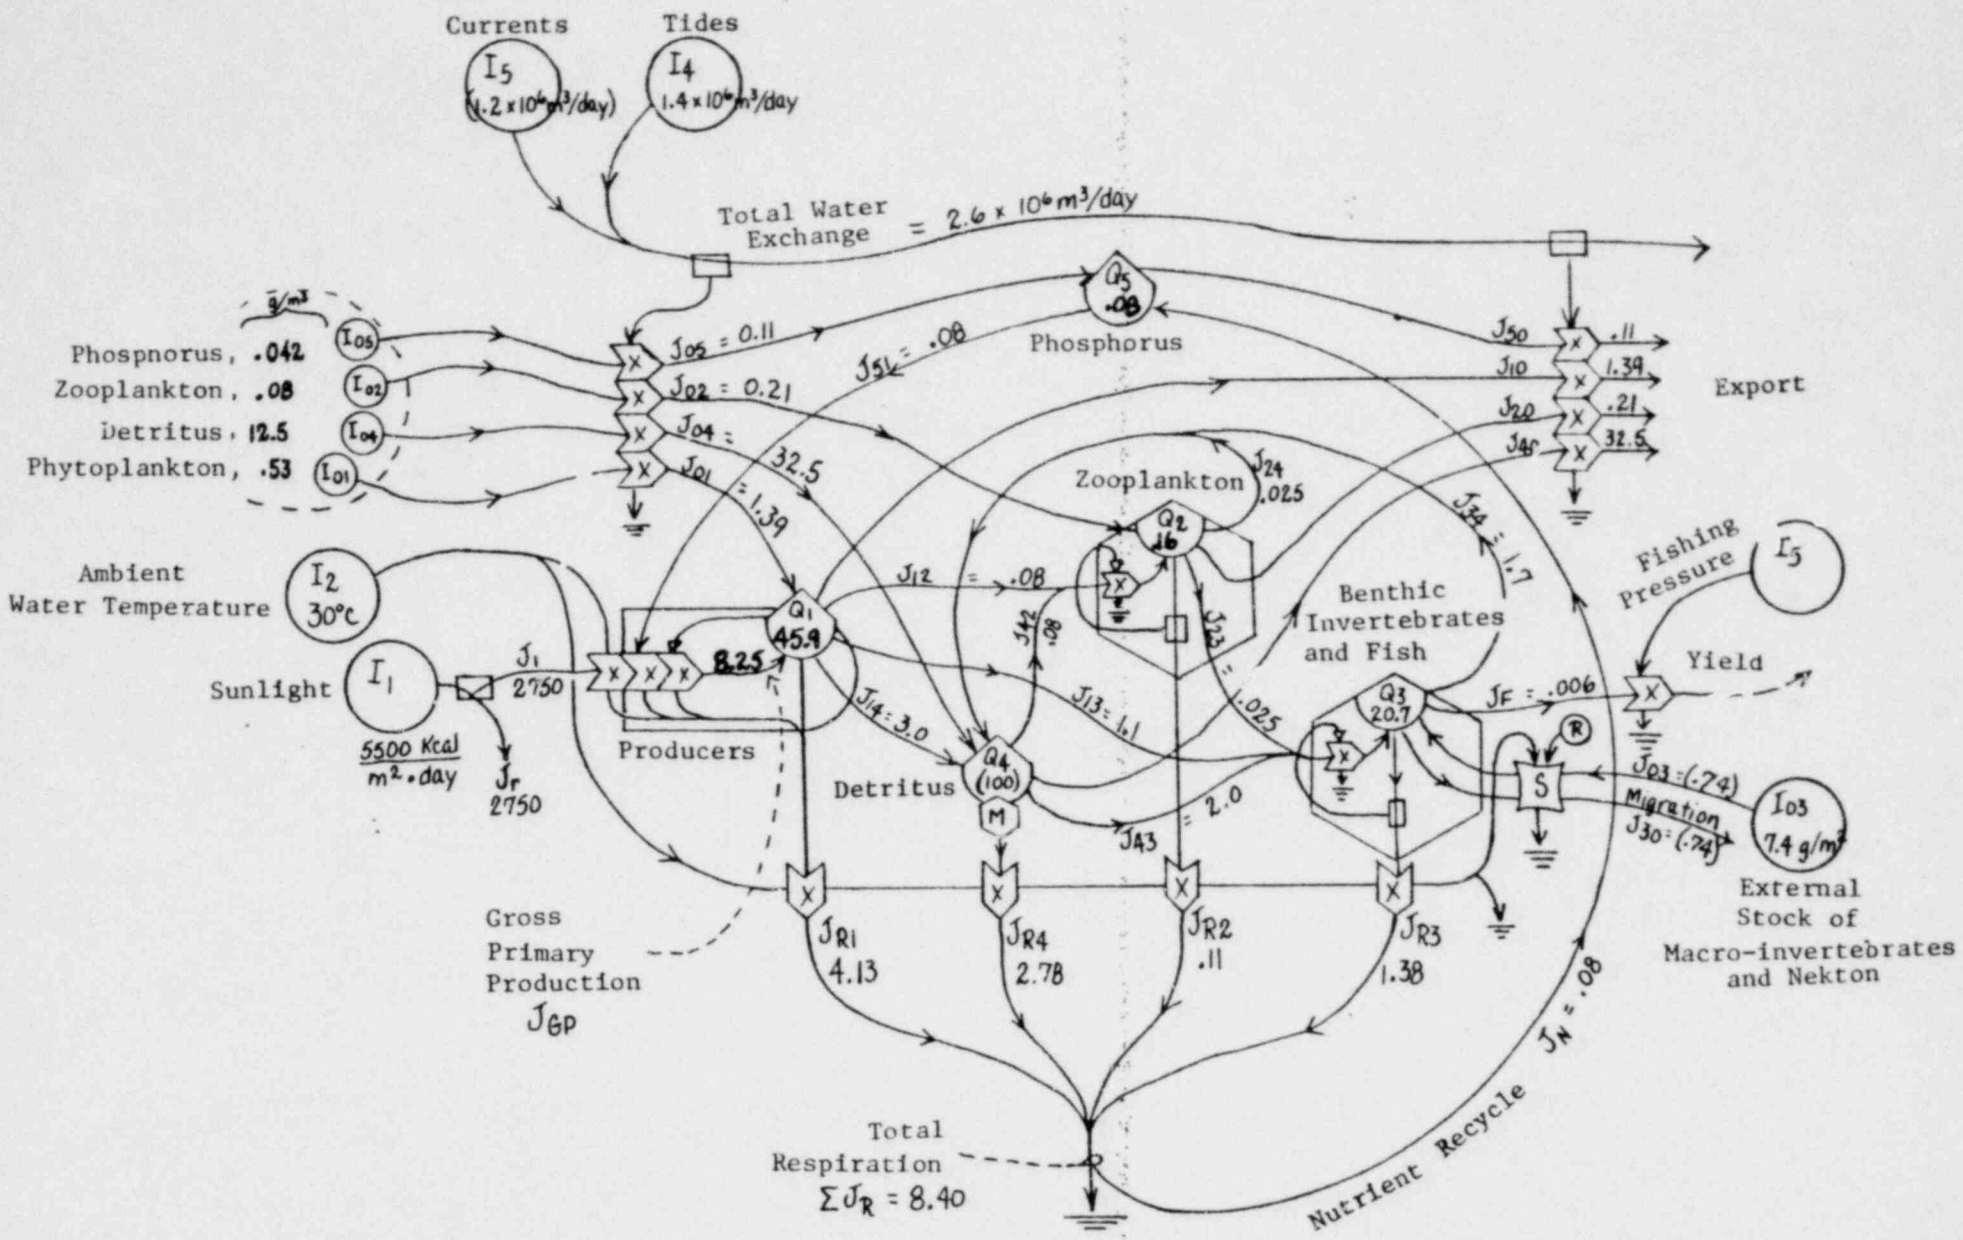 Currents
Tides
I5
(1.2 x 10⁶m³/day)
I4
1.4 x 10⁶m³/day
Total Water
Exchange
= 2.6 x 10⁶ m³/day
g/m³
Phospnorus, .042
I05
Zooplankton, .08
I02
Detritus, 12.5
I04
Phytoplankton, .53
I01
X
X
X
X
J05 = 0.11
J02 = 0.21
J04 = 32.5
J01 = 1.39
Q5
.08
Phosphorus
J51 = .08
J50
X
.11
J10
X
1.39
J20
X
.21
X
32.5
Export
Ambient
Water Temperature
I2
30°C
Sunlight
I1
5500 Kcal
m² • day
J1
2750
Jr
2750
X X X
8.25
Q1
45.9
Producers
Zooplankton
Q2
.16
X
J24
.025
J12 = .08
J42
.08
J23 = 1.025
J13 = 1.1
J14 = 3.0
Detritus
Q4
(100)
M
J43 = 2.0
J34 = 1.7
Benthic
Invertebrates
and Fish
Q3
20.7
X
JF = .006
Fishing
Pressure
I5
X
Yield
R
S
J03 = (.74)
Migration
J30 = (.74)
I03
7.4 g/m²
External
Stock of
Macro-invertebrates
and Nekton
X
X
X
X
JR1
4.13
JR4
2.78
JR2
.11
JR3
1.38
Gross
Primary
Production
JGP
Total
Respiration
ΣJR = 8.40
Nutrient Recycle JN = .08